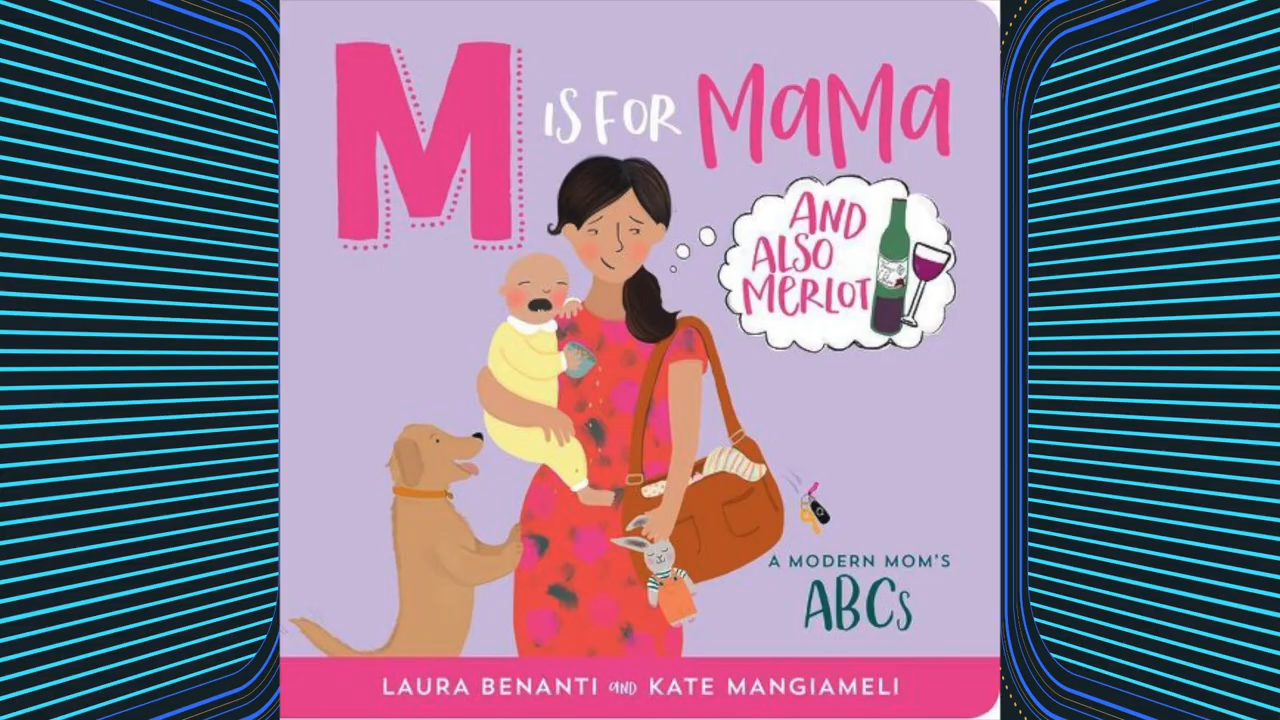 M IS FOR MaMa
AND
ALSO
MERLOT
A MODERN MOM'S
ABCs
LAURA BENANTI AND KATE MANGIAMELI